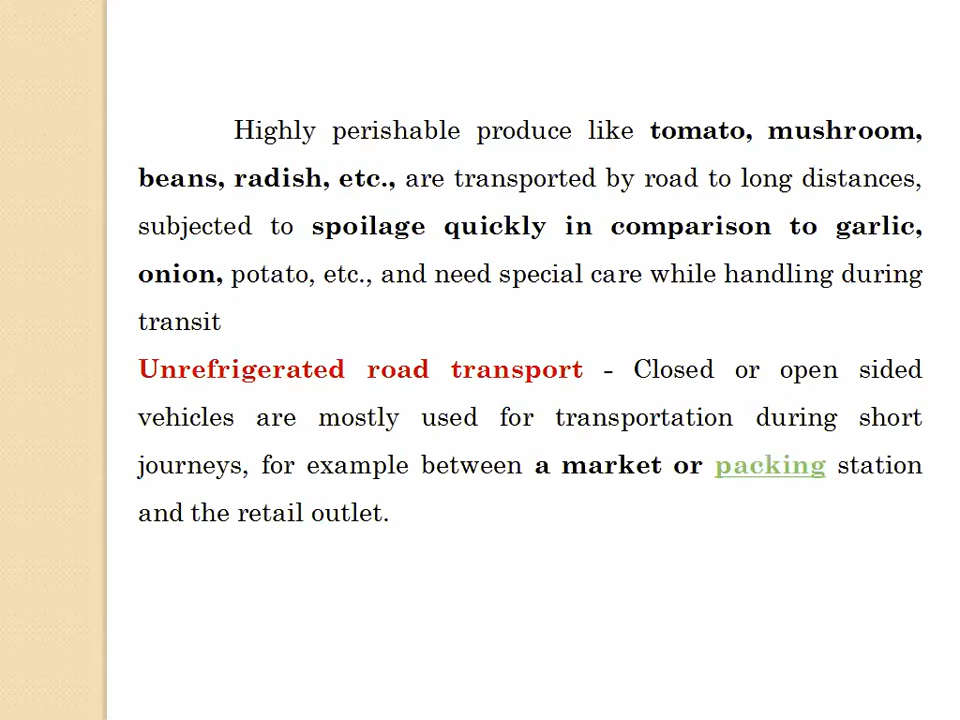 Highly perishable produce like tomato, mushroom,
beans, radish, etc., are transported by road to long distances,
subjected to spoilage quickly in comparison to garlic,
onion, potato, etc., and need special care while handling during
transit
Unrefrigerated road transport - Closed or open sided
vehicles are mostly used for transportation during short
journeys, for example between a market or packing station
and the retail outlet.